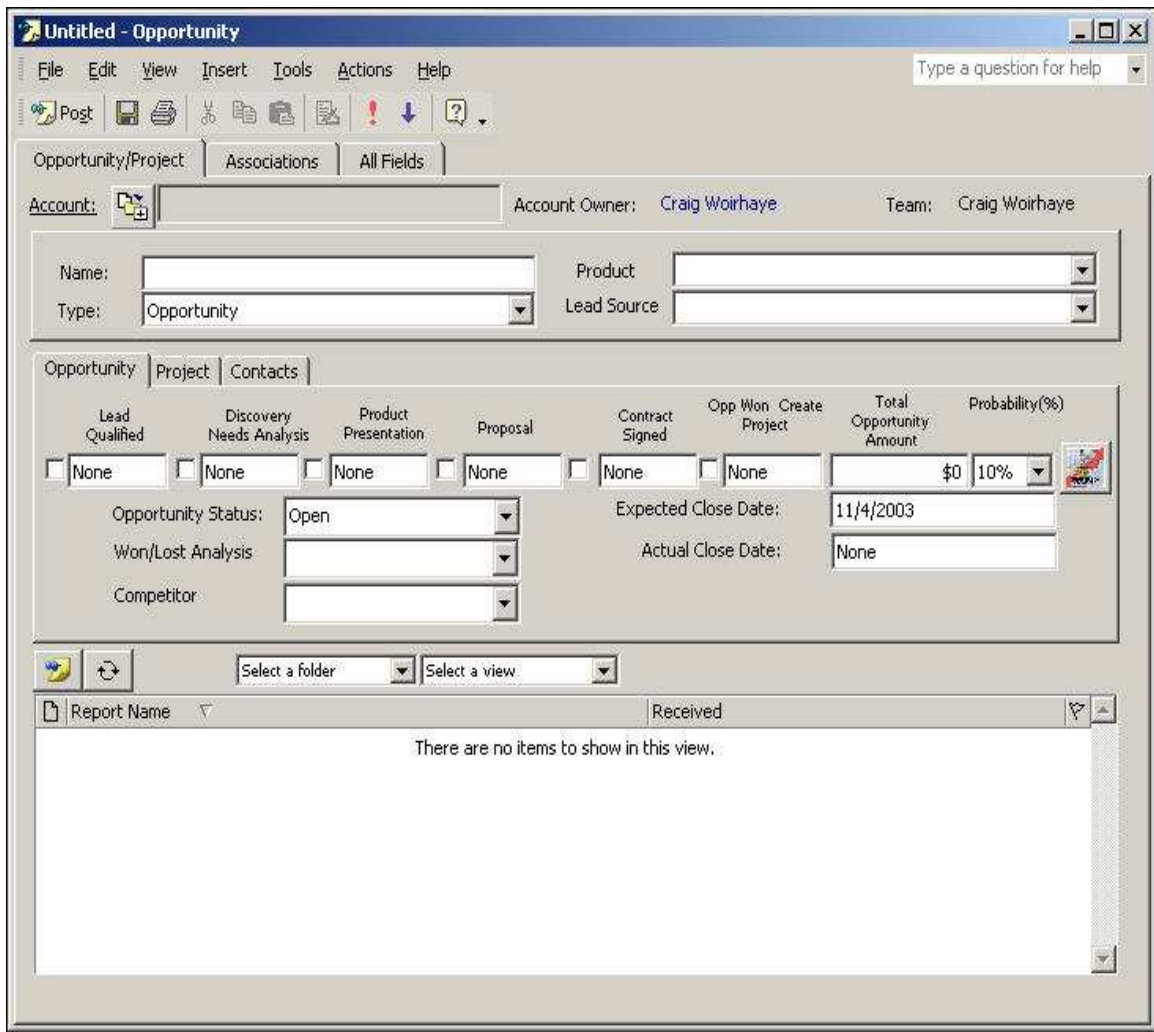 Untitled - Opportunity
File Edit View Insert Tools Actions Help Type a question for help
Post
Opportunity/Project Associations All Fields
Account: Account Owner: Craig Woirhaye Team: Craig Woirhaye
Name: Product
Type: Opportunity Lead Source
Opportunity Project Contacts
Lead Qualified Discovery Needs Analysis Product Presentation Proposal Contract Signed Opp Won Create Project Total Opportunity Amount Probability(%)
None None None None None None $0 10%
Opportunity Status: Open Expected Close Date: 11/4/2003
Won/Lost Analysis Actual Close Date: None
Competitor
Select a folder Select a view
Report Name Received
There are no items to show in this view.